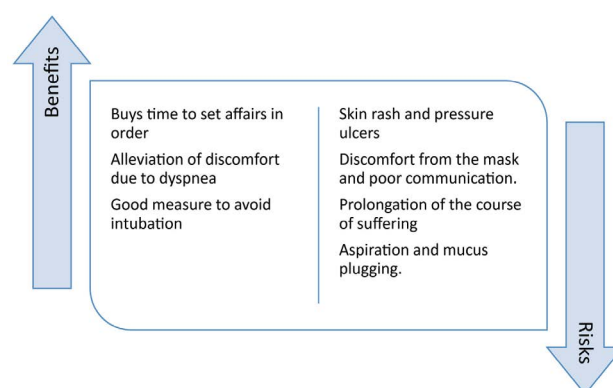 Benefits
Buys time to set affairs in
order
Alleviation of discomfort
due to dyspnea
Good measure to avoid
intubation
Skin rash and pressure
ulcers
Discomfort from the mask
and poor communication.
Prolongation of the course
of suffering
Aspiration and mucus
plugging.
Risks